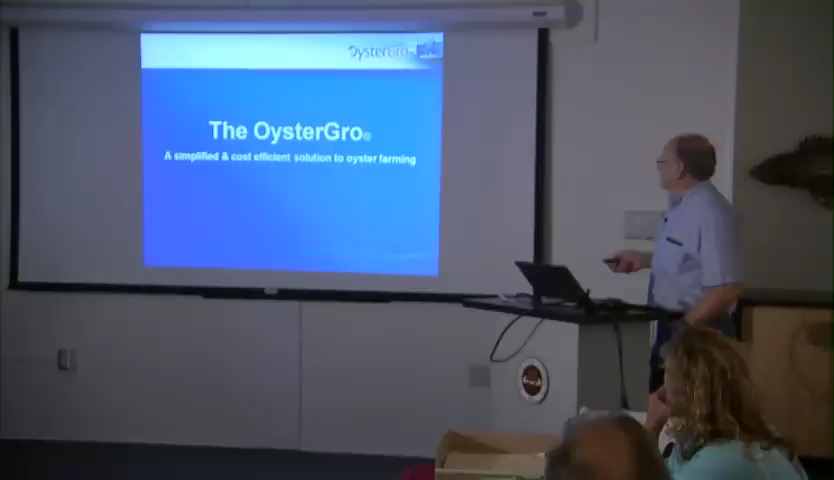 OysterGro
The OysterGro®
A simplified & cost efficient solution to oyster farming